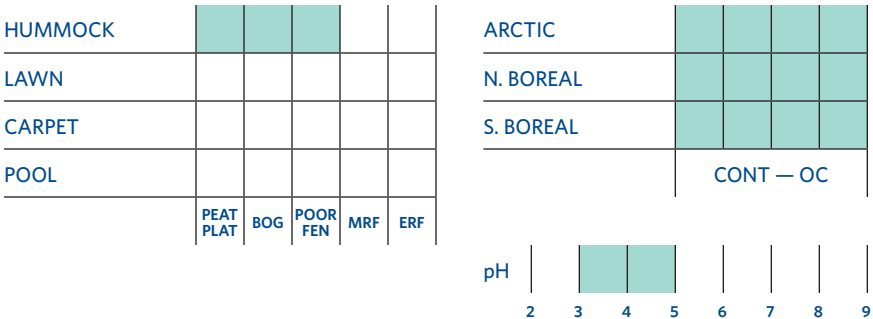 HUMMOCK
LAWN
CARPET
POOL
PEAT PLAT
BOG
POOR FEN
MRF
ERF
ARCTIC
N. BOREAL
S. BOREAL
CONT — OC
pH
2 3 4 5 6 7 8 9